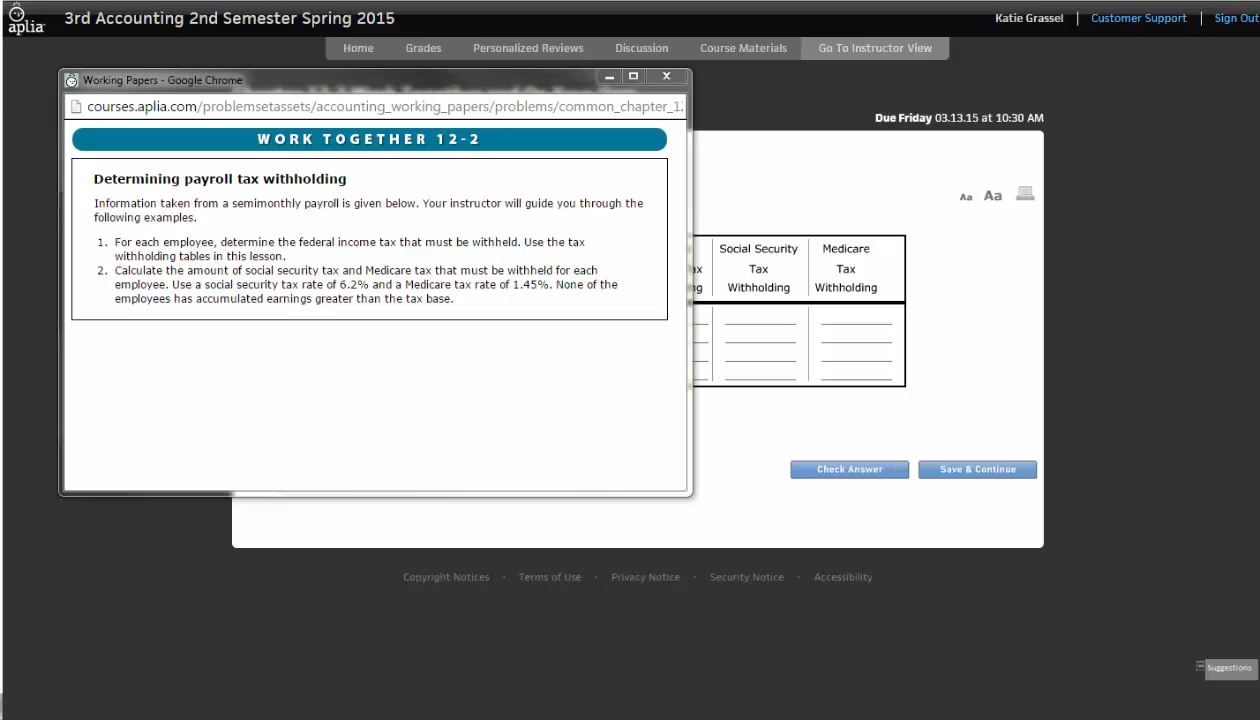 aplia
3rd Accounting 2nd Semester Spring 2015
Katie Grassel | Customer Support | Sign Out
Home Grades Personalized Reviews Discussion Course Materials Go To Instructor View
Working Papers - Google Chrome
courses.aplia.com/problemsetassets/accounting_working_papers/problems/common_chapter_12
Due Friday 03.13.15 at 10:30 AM
WORK TOGETHER 12-2
Determining payroll tax withholding
Information taken from a semimonthly payroll is given below. Your instructor will guide you through the
following examples.
1. For each employee, determine the federal income tax that must be withheld. Use the tax
withholding tables in this lesson.
2. Calculate the amount of social security tax and Medicare tax that must be withheld for each
employee. Use a social security tax rate of 6.2% and a Medicare tax rate of 1.45%. None of the
employees has accumulated earnings greater than the tax base.
Aa Aa
Social Security Medicare
ax Tax Tax
ng Withholding Withholding
Check Answer Save & Continue
Copyright Notices · Terms of Use · Privacy Notice · Security Notice · Accessibility
Suggestions